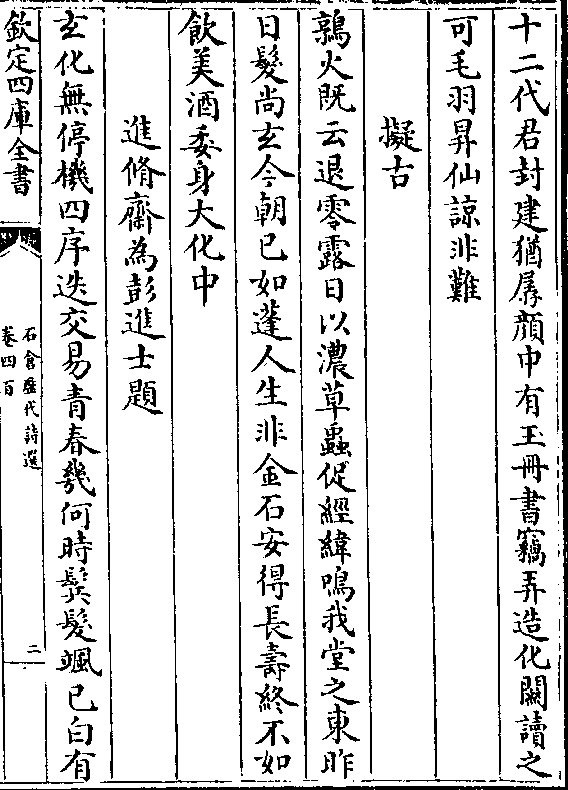 十二代君封建猶孱顔中有玉冊書竊弄造化關讀之
可毛羽昇仙諒非難
擬古
鶉火既云退零露日以濃草蟲促經緯鳴我堂之東昨
日髮尚玄今朝已如蓬人生非金石安得長壽終不如
飲美酒委身大化中
進脩齋為彭進士題
玄化無停機四序迭交易青春幾何時鬂髮颯已白有
欽定四庫全書
石倉歷代詩選
卷四百
二